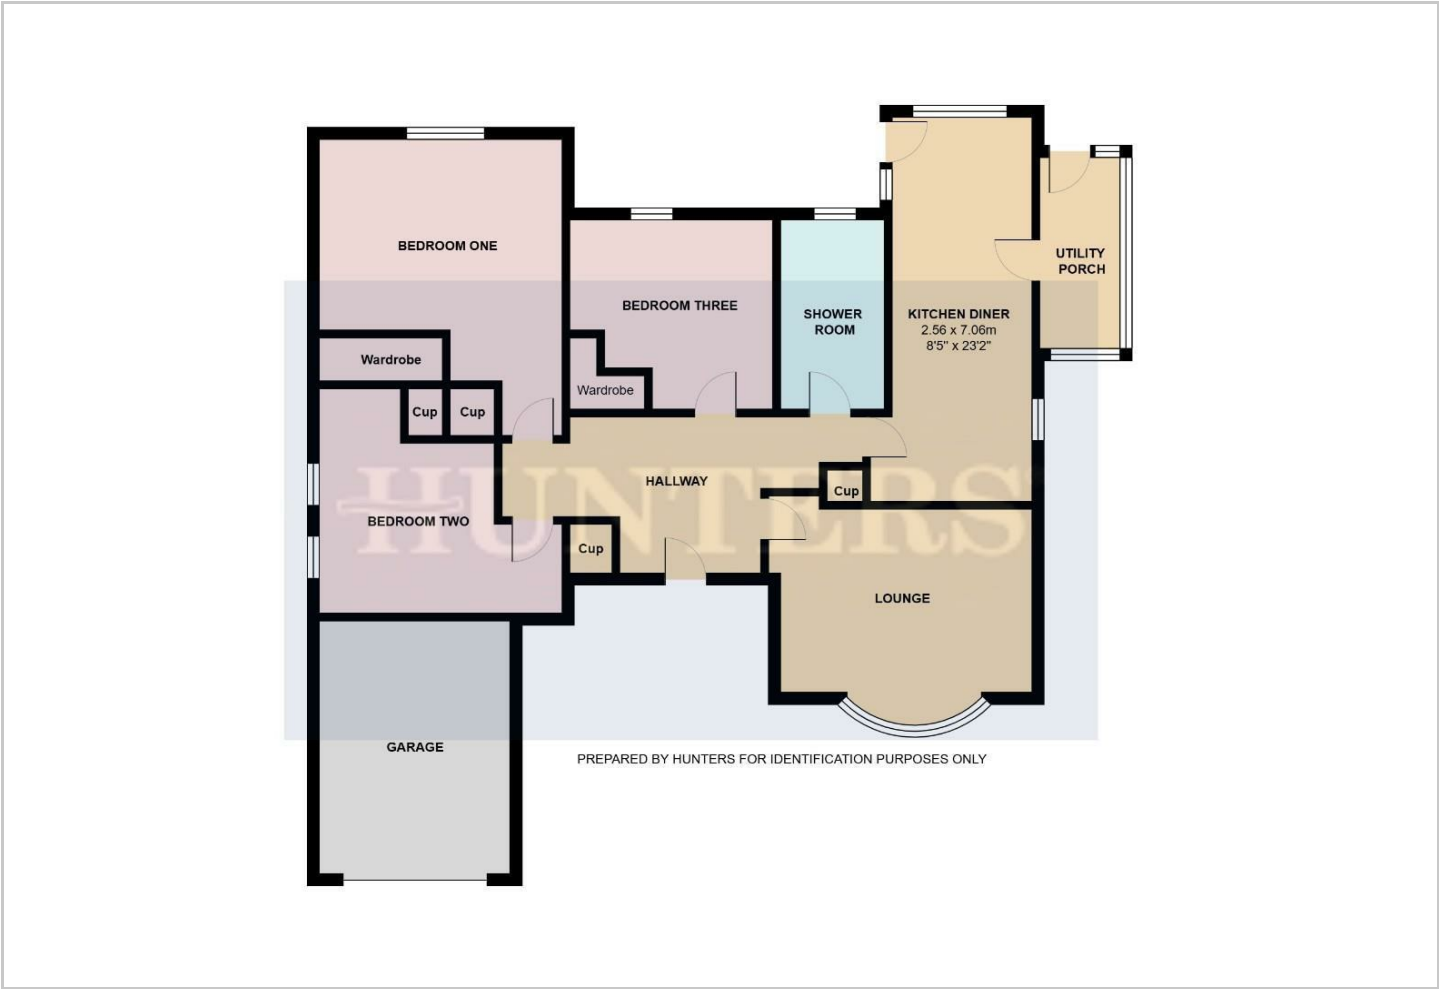 BEDROOM ONE
Wardrobe
Cup
Cup
BEDROOM THREE
Wardrobe
SHOWER
ROOM
KITCHEN DINER
2.56 x 7.06m
8'5" x 23'2"
UTILITY
PORCH
HALLWAY
Cup
Cup
BEDROOM TWO
HUNTERS
LOUNGE
GARAGE
PREPARED BY HUNTERS FOR IDENTIFICATION PURPOSES ONLY